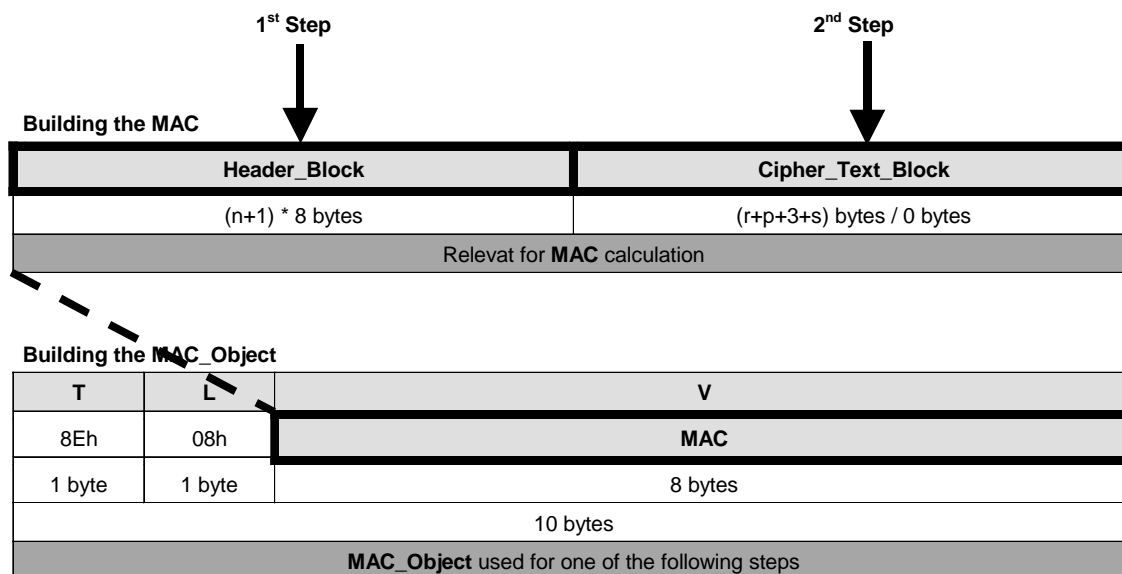 1st Step 2nd Step
Building the MAC
Header_Block Cipher_Text_Block
(n+1) * 8 bytes (r+p+3+s) bytes / 0 bytes
Relevat for MAC calculation
Building the MAC_Object
T L V
8Eh 08h MAC
1 byte 1 byte 8 bytes
10 bytes
MAC_Object used for one of the following steps